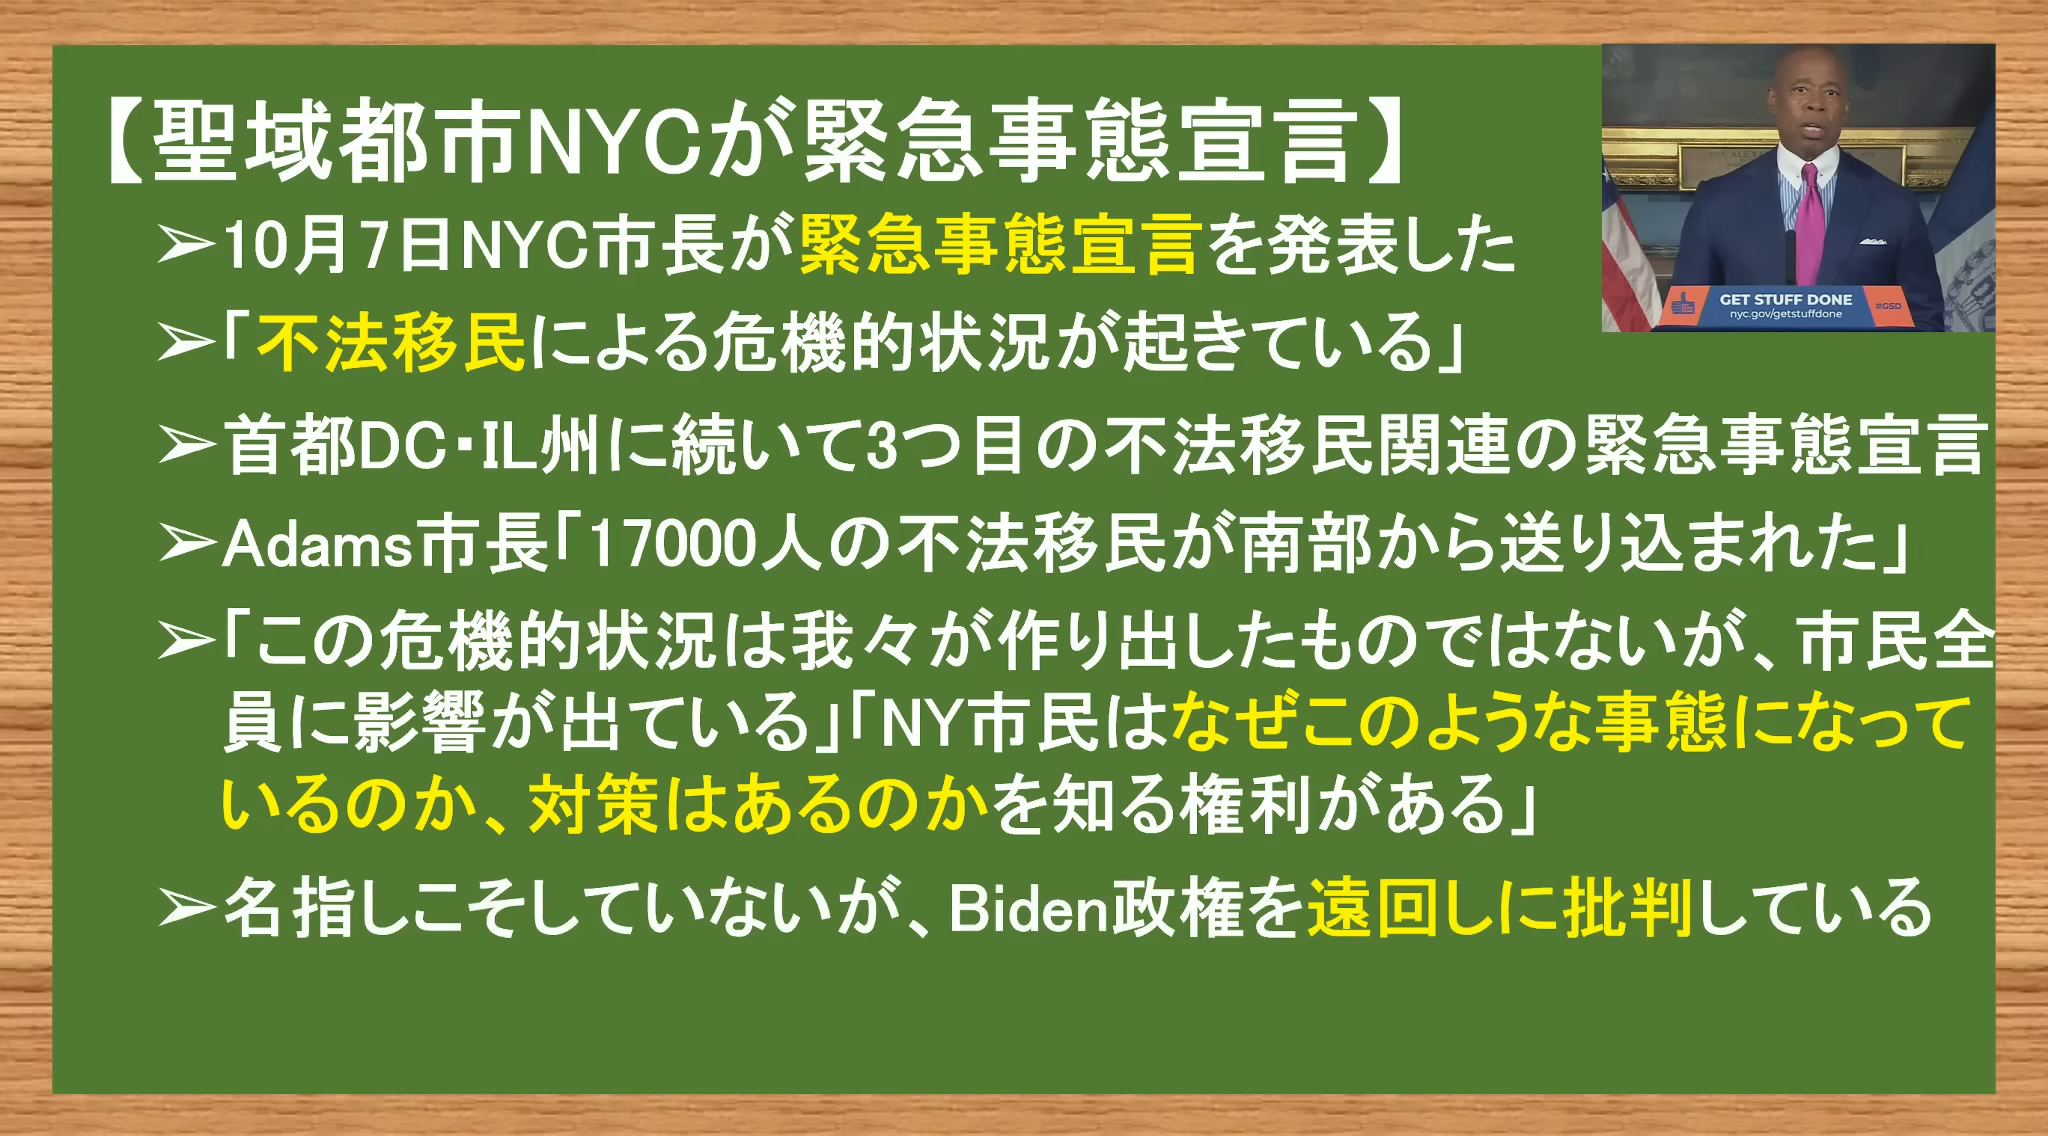 【聖域都市NYCが緊急事態宣言】
➢10月7日NYC市長が緊急事態宣言を発表した
➢「不法移民による危機的状況が起きている」
➢首都DC・IL州に続いて3つ目の不法移民関連の緊急事態宣言
➢Adams市長「17000人の不法移民が南部から送り込まれた」
➢「この危機的状況は我々が作り出したものではないが、市民全
員に影響が出ている」「NY市民はなぜこのような事態になって
いるのか、対策はあるのかを知る権利がある」
➢名指しこそしていないが、Biden政権を遠回しに批判している
GET STUFF DONE
nyc.gov/getstuffdone
#GSD